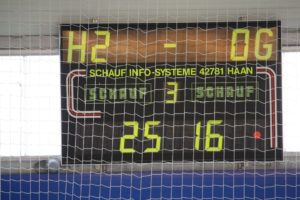 H2 - OG
SCHAUF INFO-SYSTEME 42781 HAAN
SCHAUF 3 SCHAUF
25 16